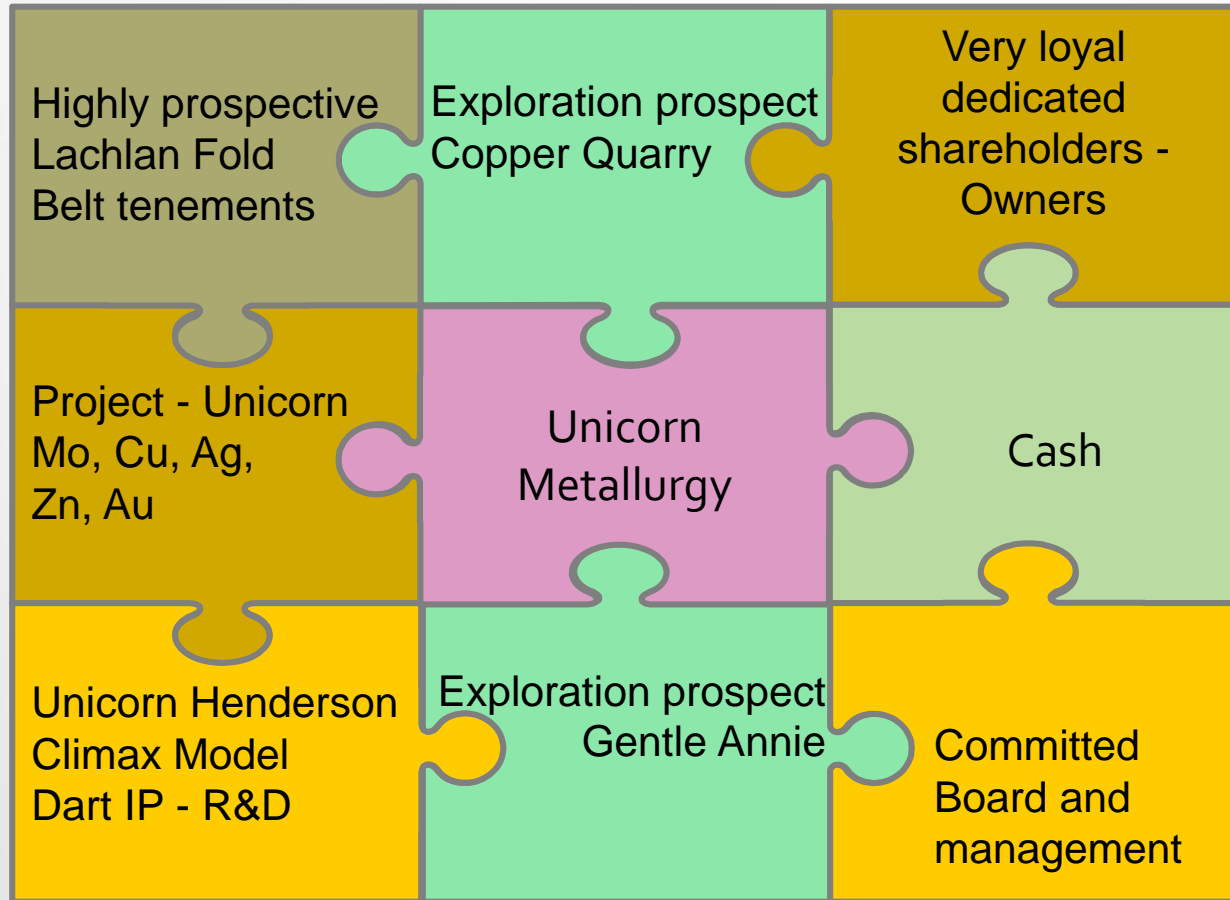 Highly prospective
Lachlan Fold
Belt tenements
Exploration prospect
Copper Quarry
Very loyal
dedicated
shareholders -
Owners
Project - Unicorn
Mo, Cu, Ag,
Zn, Au
Unicorn
Metallurgy
Cash
Unicorn Henderson
Climax Model
Dart IP - R&D
Exploration prospect
Gentle Annie
Committed
Board and
management